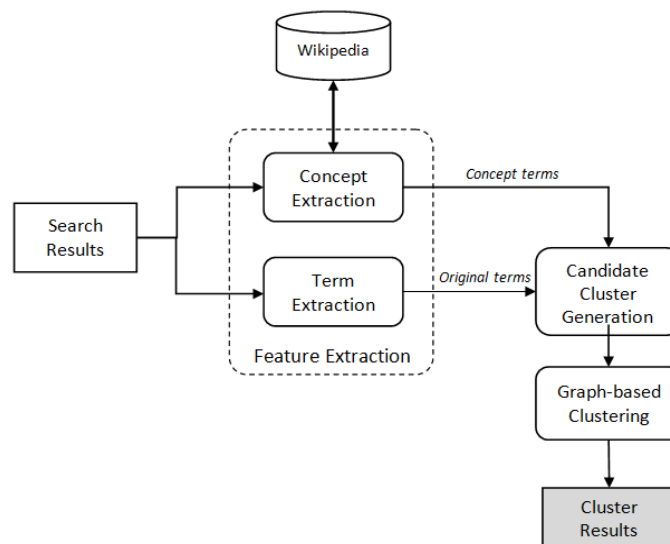 Wikipedia
Concept
Extraction
Concept terms
Search
Results
Term
Extraction
Original terms
Candidate
Cluster
Generation
Feature Extraction
Graph-based
Clustering
Cluster
Results